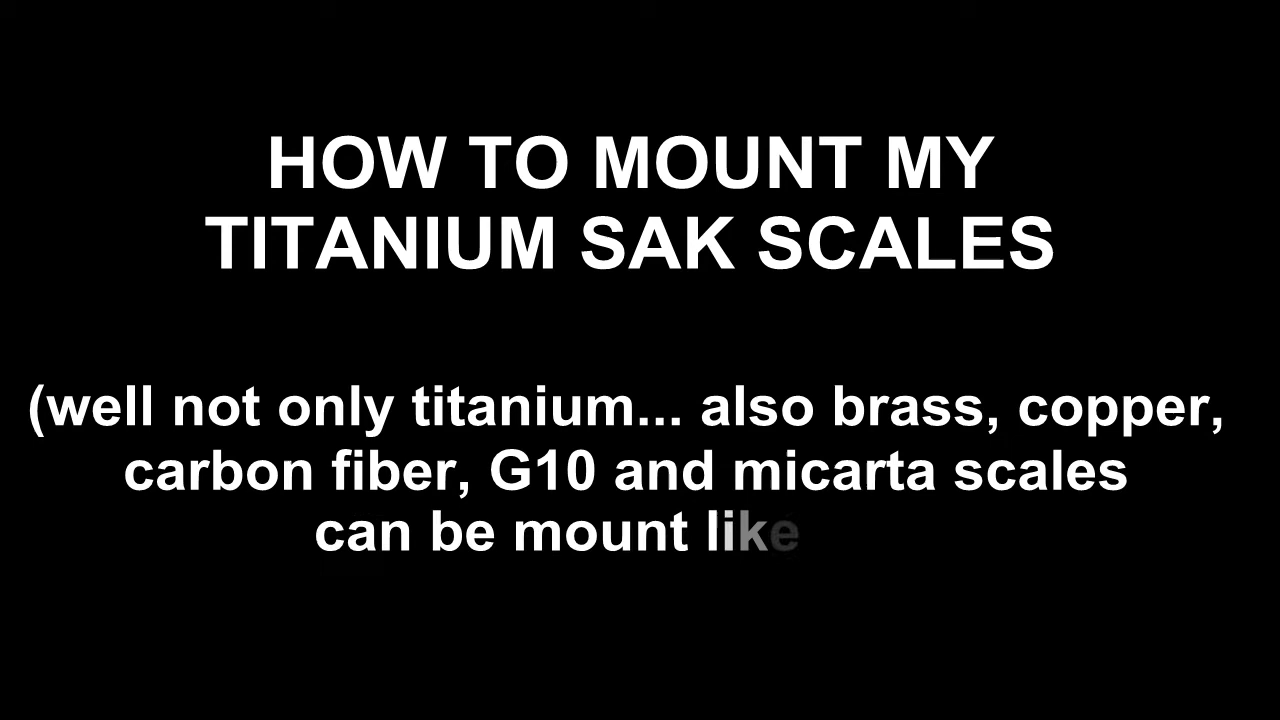 HOW TO MOUNT MY
TITANIUM SAK SCALES
(well not only titanium... also brass, copper,
carbon fiber, G10 and micarta scales
can be mount like